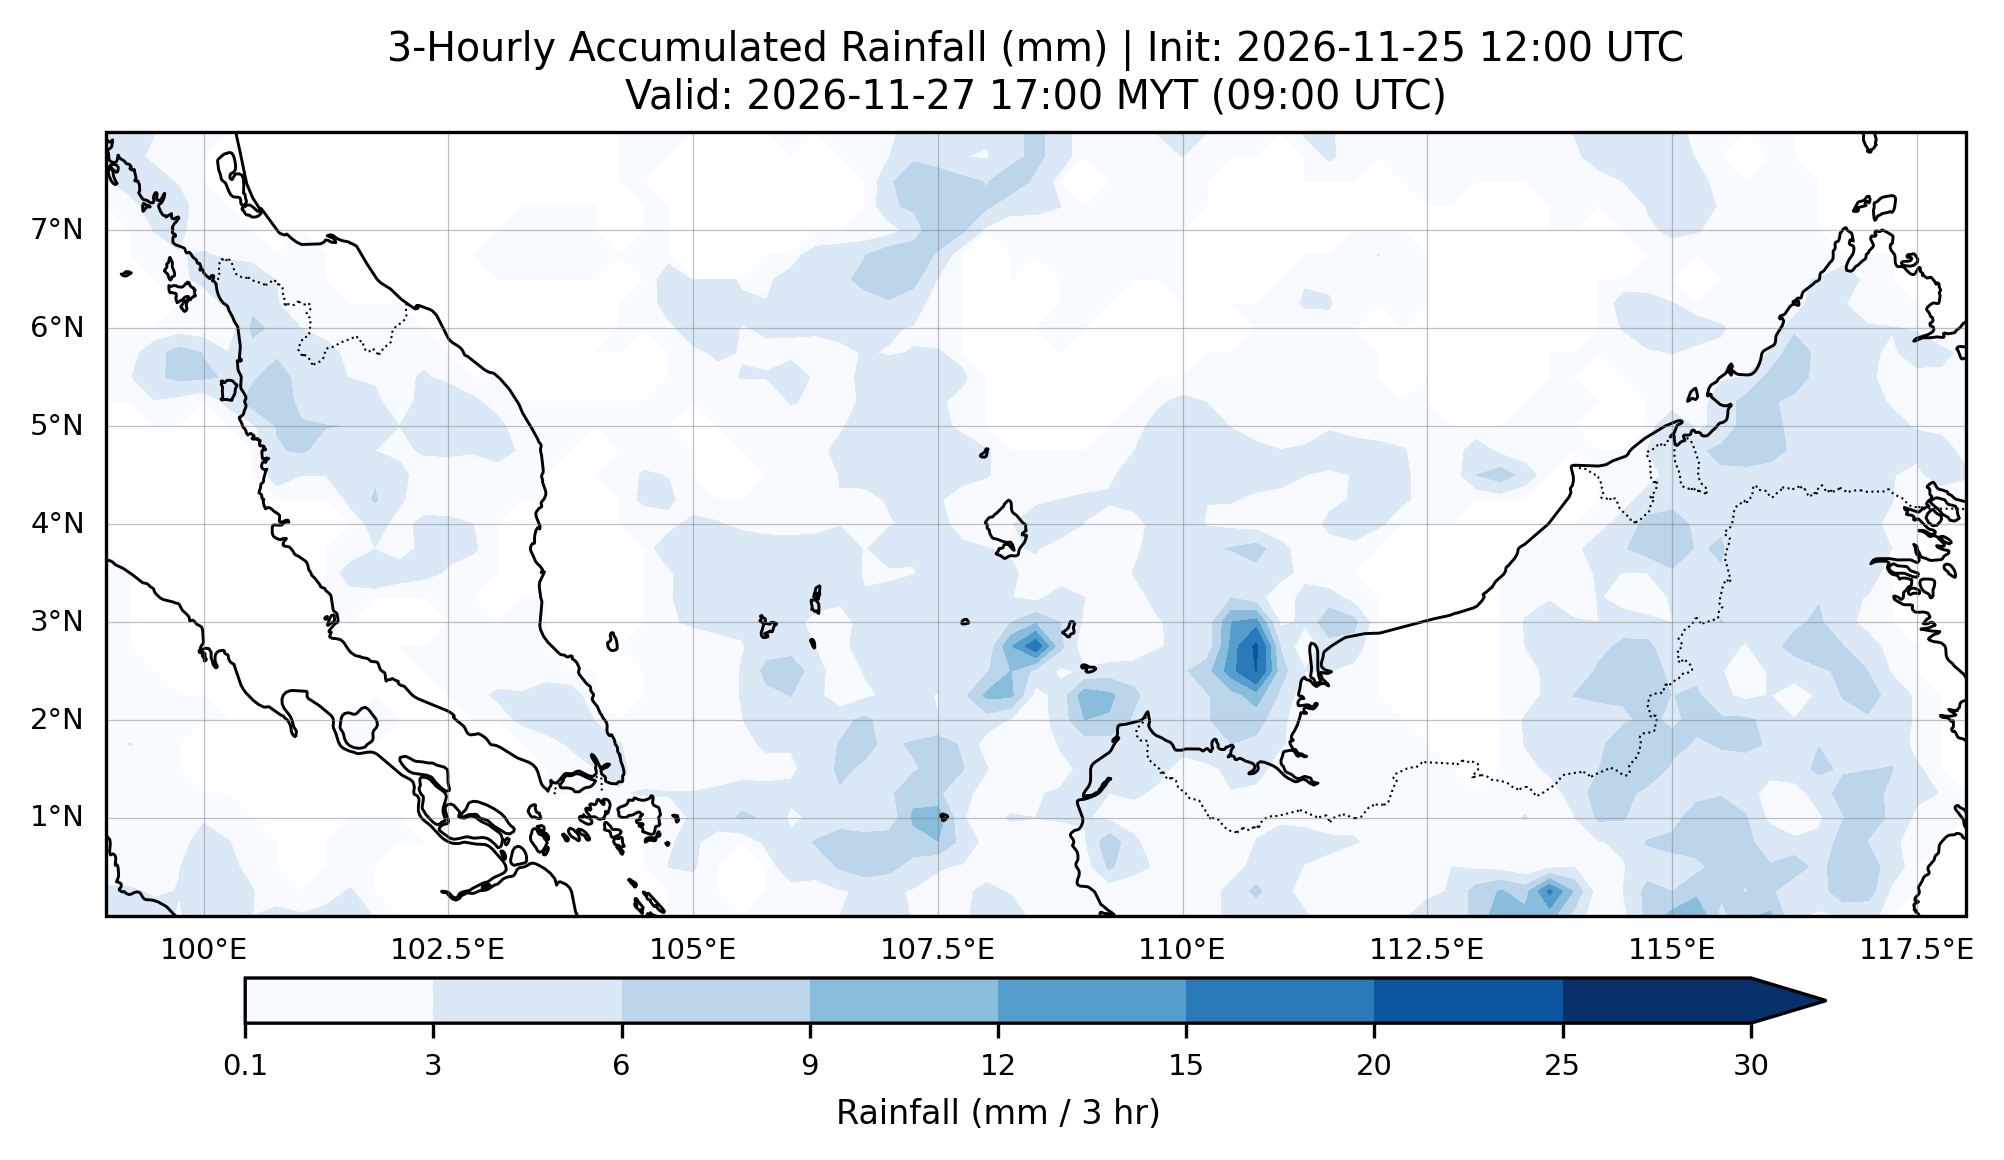 3-Hourly Accumulated Rainfall (mm) | Init: 2026-11-25 12:00 UTC
Valid: 2026-11-27 17:00 MYT (09:00 UTC)
7°N
6°N
5°N
4°N
3°N
2°N
1°N
100°E 102.5°E 105°E 107.5°E 110°E 112.5°E 115°E 117.5°E
0.1 3 6 9 12 15 20 25 30
Rainfall (mm / 3 hr)